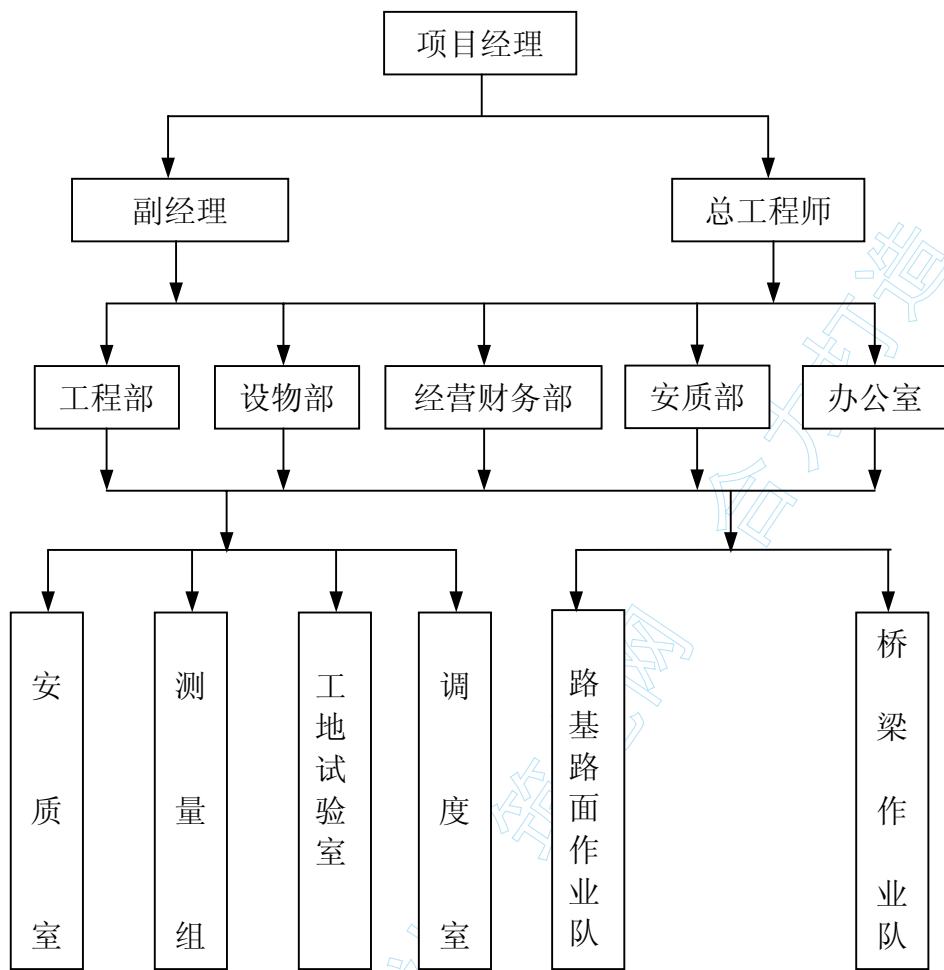 项目经理
副经理
总工程师
工程部
设物部
经营财务部
安质部
办公室
安质室
测量组
工地试验室
调度室
路基路面作业队
桥梁作业队